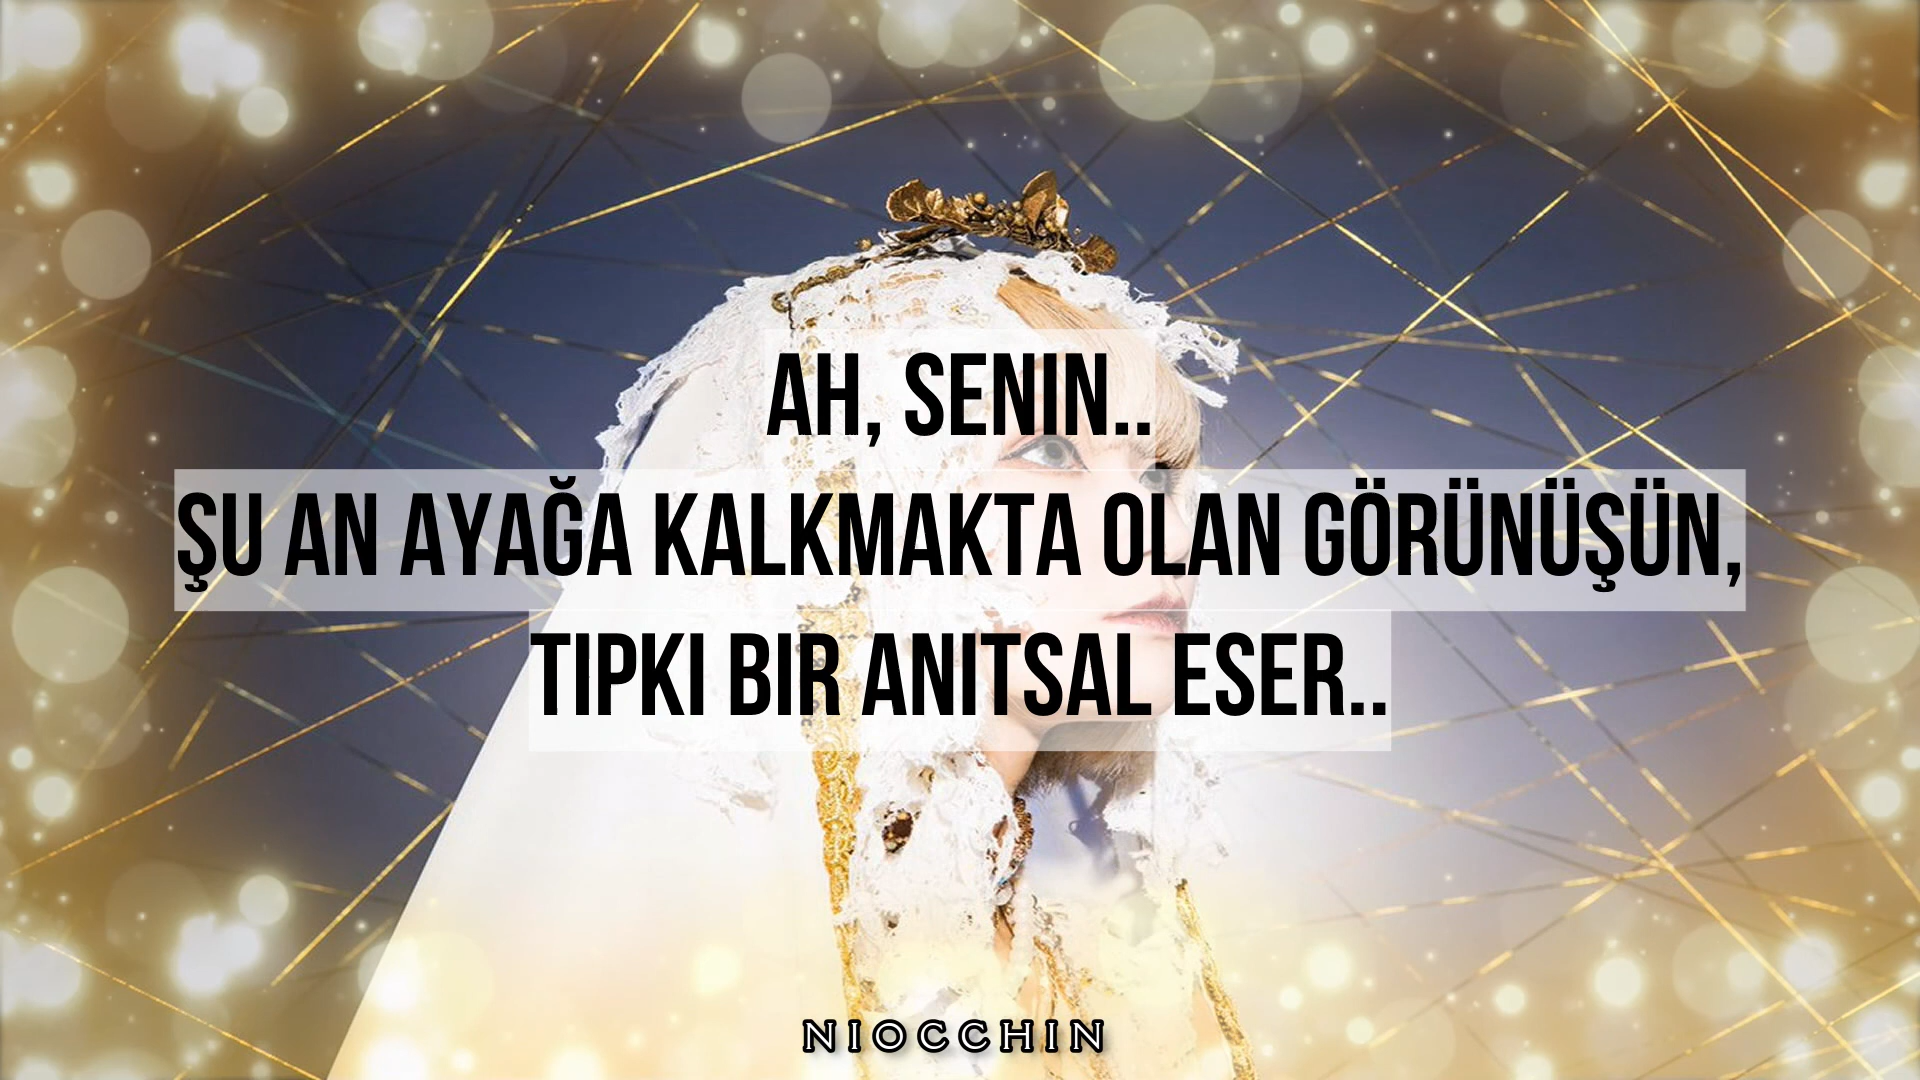 AH, SENIN..
ŞU AN AYAĞA KALKMAKTA OLAN GÖRÜNÜŞÜN,
TIPKI BIR ANITSAL ESER..
NIOCCHIN